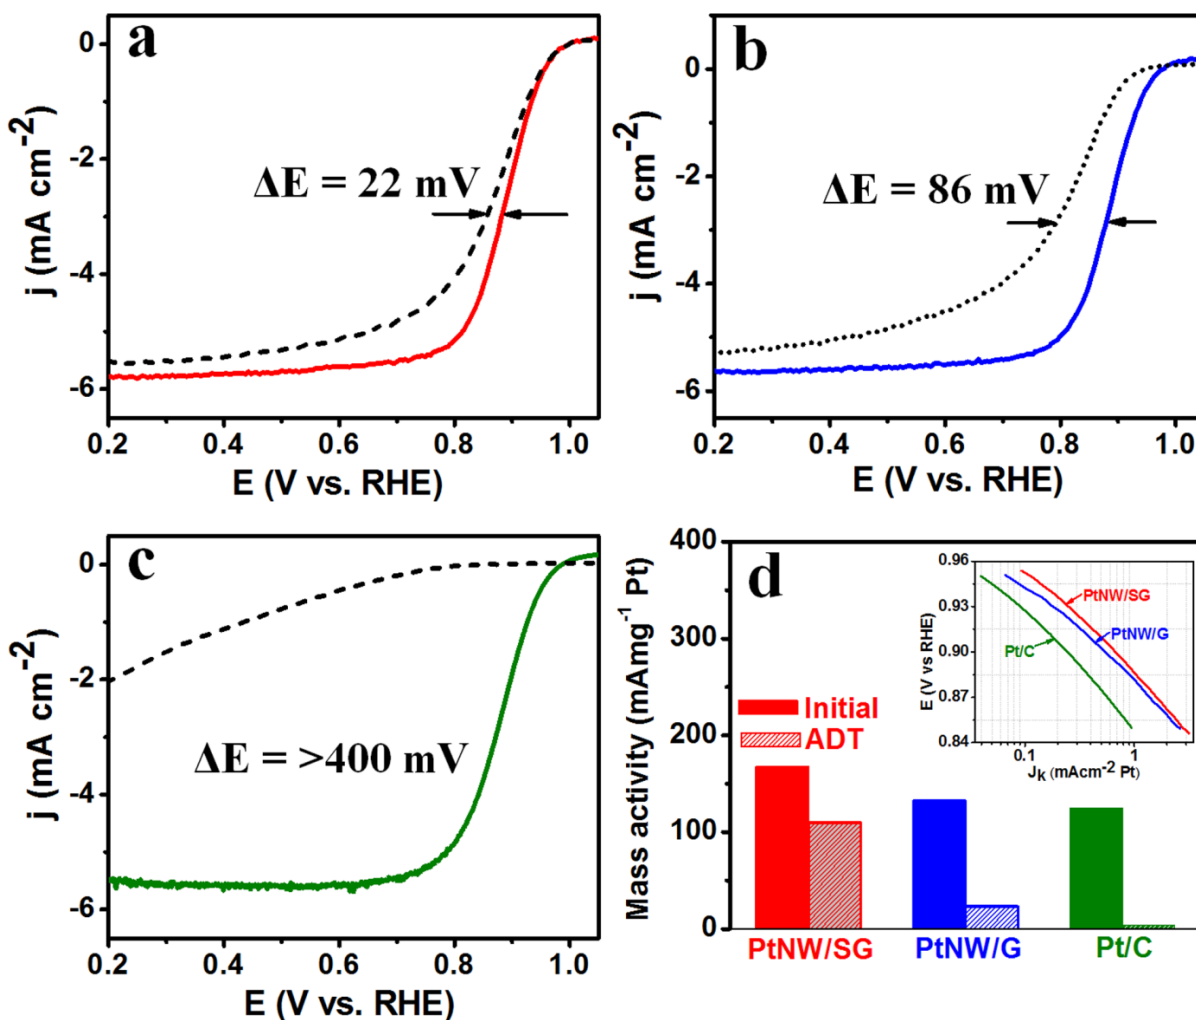 a
0
-2
-4
-6
j (mA cm-2)
ΔE = 22 mV
0.2
0.4
0.6
0.8
1.0
E (V vs. RHE)
b
0
-2
-4
-6
j (mA cm-2)
ΔE = 86 mV
0.2
0.4
0.6
0.8
1.0
E (V vs. RHE)
c
0
-2
-4
-6
j (mA cm-2)
ΔE = >400 mV
0.2
0.4
0.6
0.8
1.0
E (V vs. RHE)
d
400
300
200
100
0
Mass activity (mAmg-1 Pt)
Initial
ADT
PtNW/SG
PtNW/G
Pt/C
0.96
0.93
0.90
0.87
0.84
E (V vs RHE)
PtNW/SG
PtNW/G
Pt/C
0.1
1
Jk (mAcm-2 Pt)